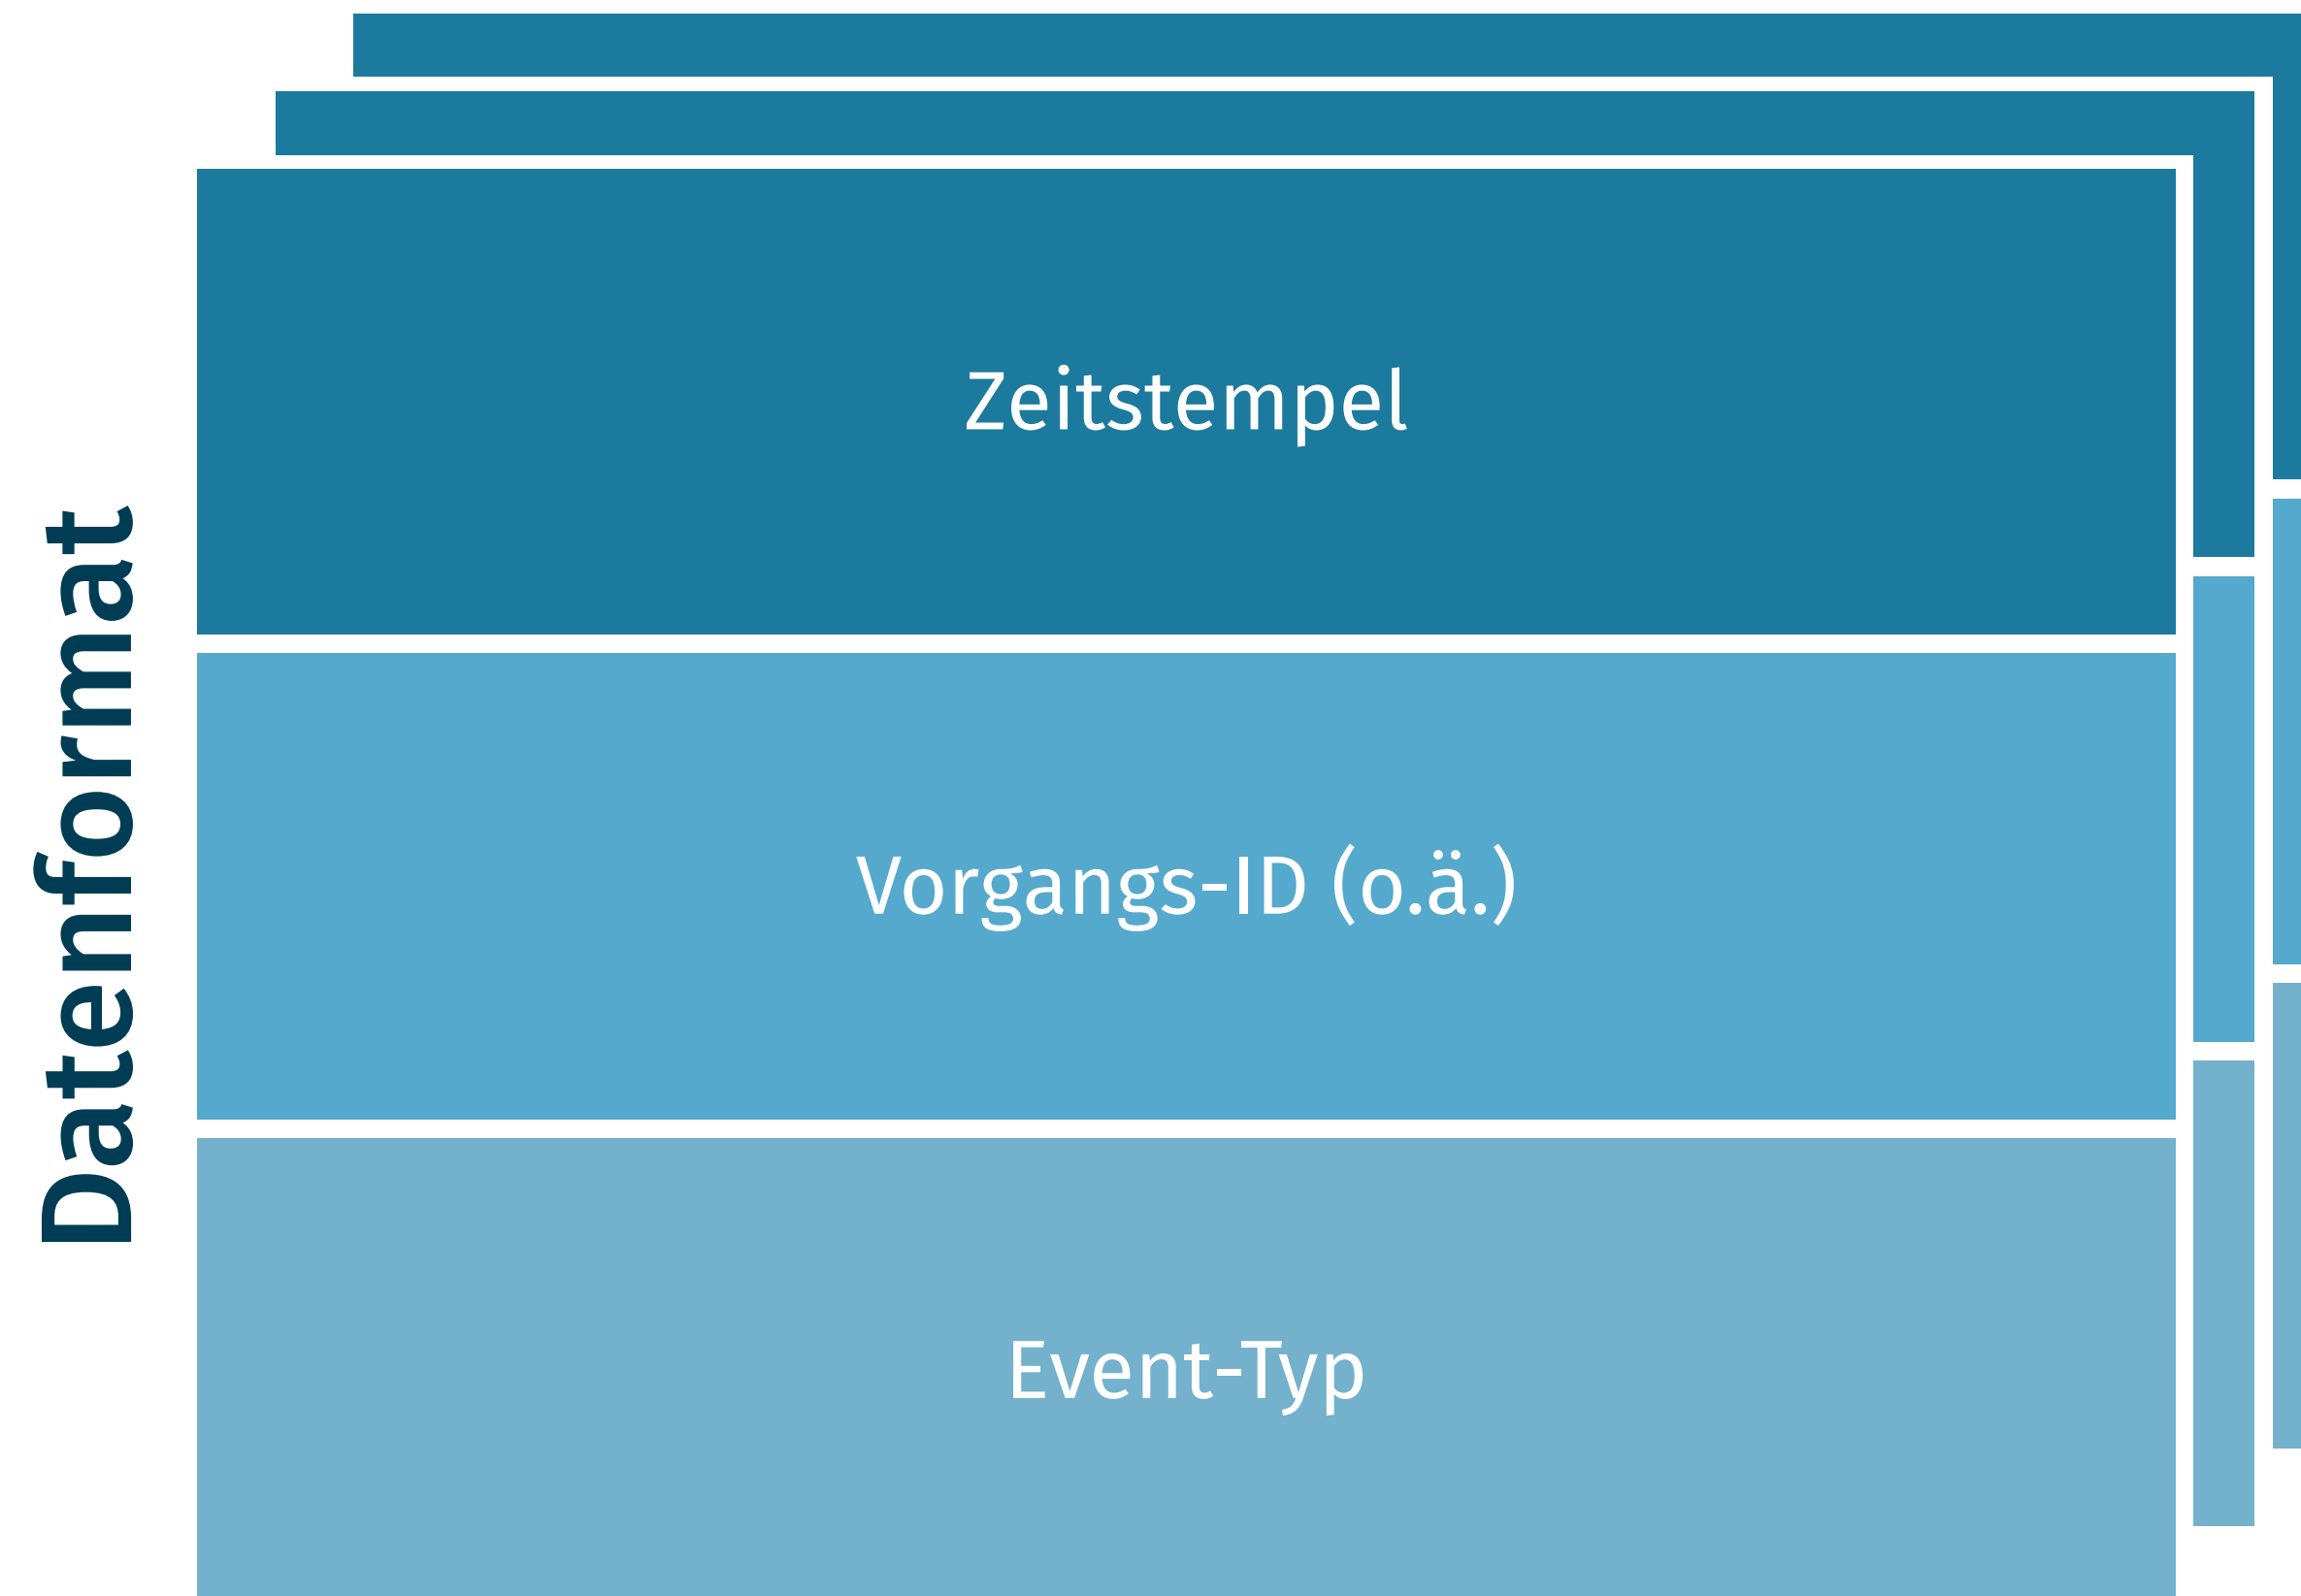 Datenformat
Zeitstempel
Vorgangs-ID (o.ä.)
Event-Typ